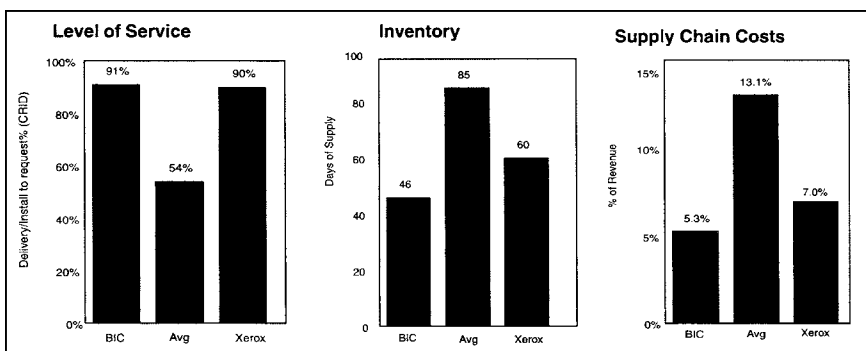 Level of Service
Delivery/Install to request% (CRID)
100%
80%
60%
40%
20%
0%
91%
54%
90%
BIC
Avg
Xerox
Inventory
Days of Supply
100
80
60
40
20
0
46
85
60
BIC
Avg
Xerox
Supply Chain Costs
% of Revenue
15%
10%
5%
0%
5.3%
13.1%
7.0%
BIC
Avg
Xerox